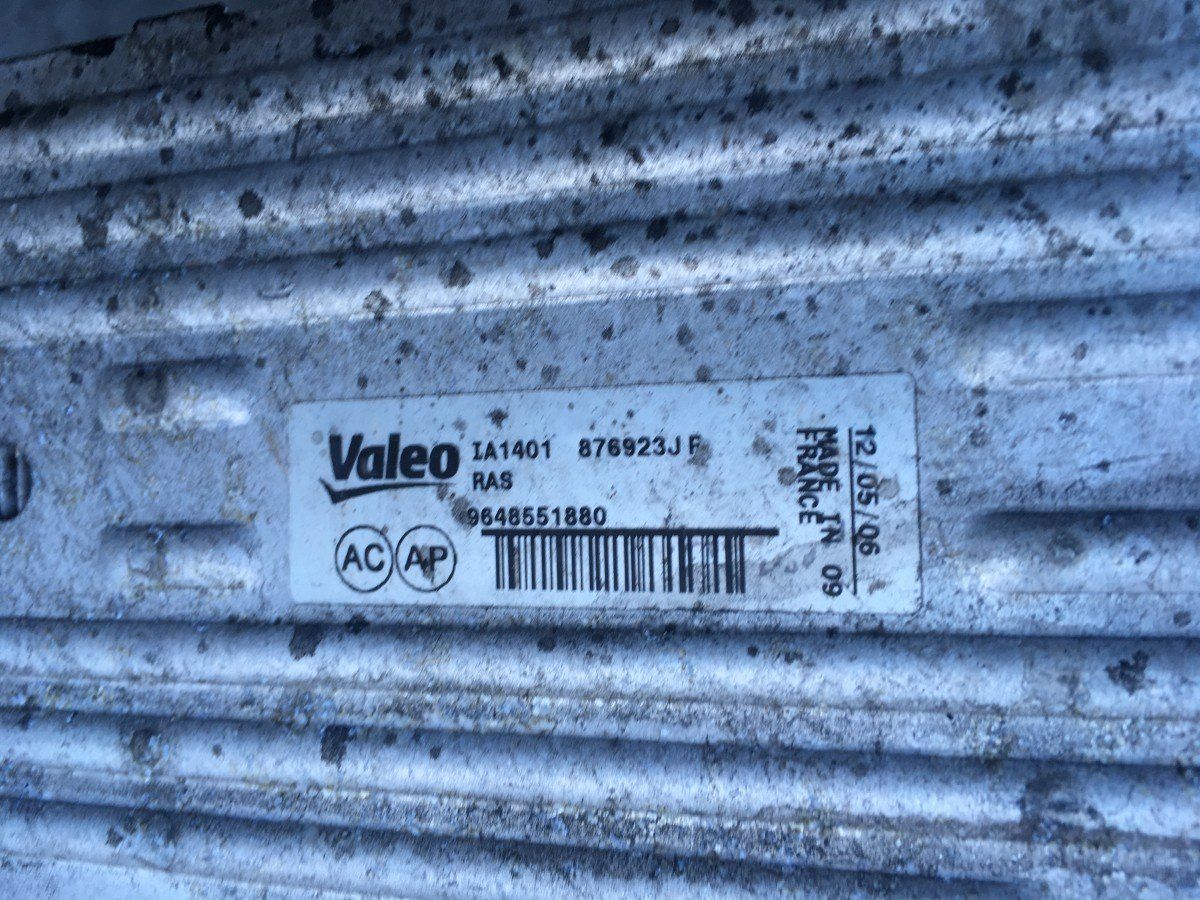 Valeo IA1401 876923J F
RAS
9648551880
AC AP
12/05/06
MADE IN 09
FRANCE